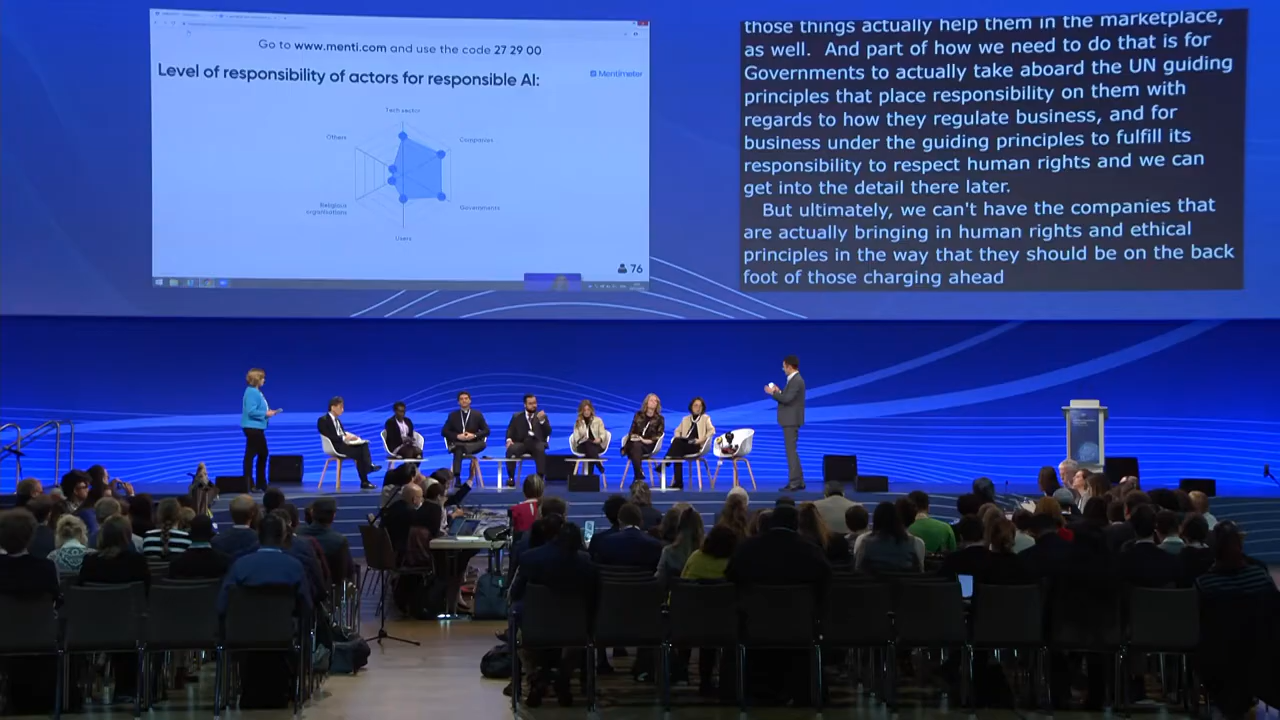 Go to www.menti.com and use the code 27 29 00
Level of responsibility of actors for responsible AI:
Mentimeter
Tech sector
Others
Companies
Religious
organisations
Governments
Users
76
those things actually help them in the marketplace,
as well. And part of how we need to do that is for
Governments to actually take aboard the UN guiding
principles that place responsibility on them with
regards to how they regulate business, and for
business under the guiding principles to fulfill its
responsibility to respect human rights and we can
get into the detail there later.
But ultimately, we can't have the companies that
are actually bringing in human rights and ethical
principles in the way that they should be on the back
foot of those charging ahead